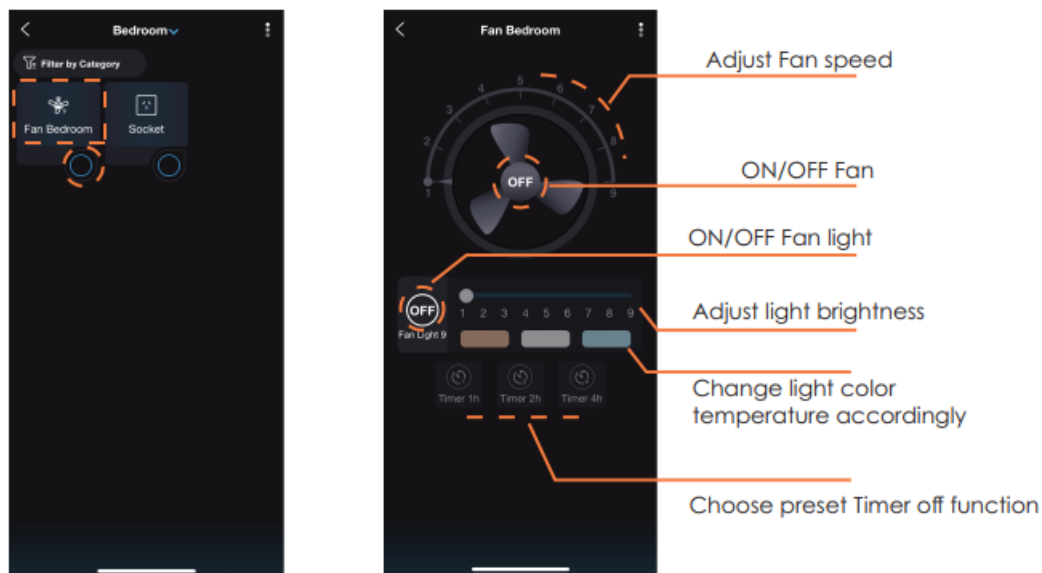 Bedroom
Filter by Category
Fan Bedroom
Socket
Fan Bedroom
1 2 3 4 5 6 7 8 9
OFF
OFF
Fan Light 9
1 2 3 4 5 6 7 8 9
Timer 1h Timer 2h Timer 4h
Adjust Fan speed
ON/OFF Fan
ON/OFF Fan light
Adjust light brightness
Change light color
temperature accordingly
Choose preset Timer off function